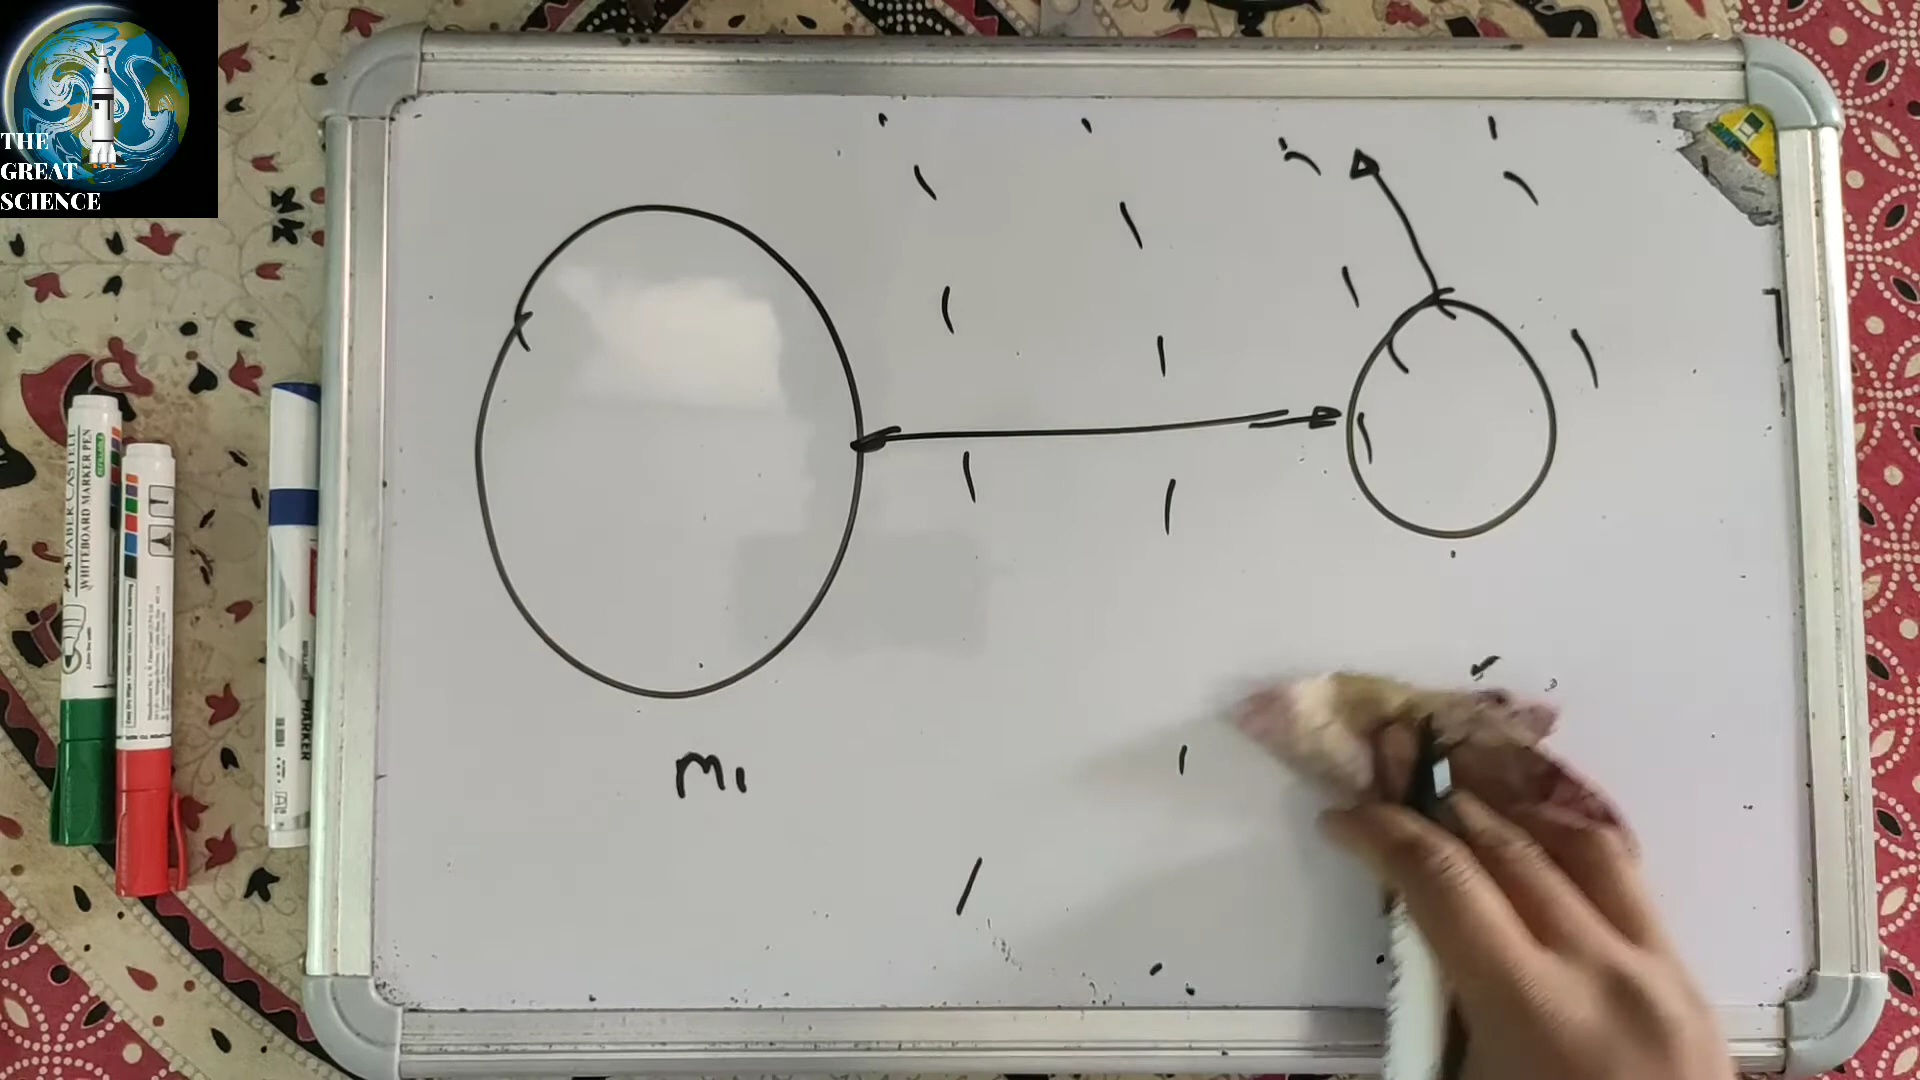 THE
GREAT
SCIENCE
m1
FABER CASTELL
WHITEBOARD MARKER PEN
MARKER